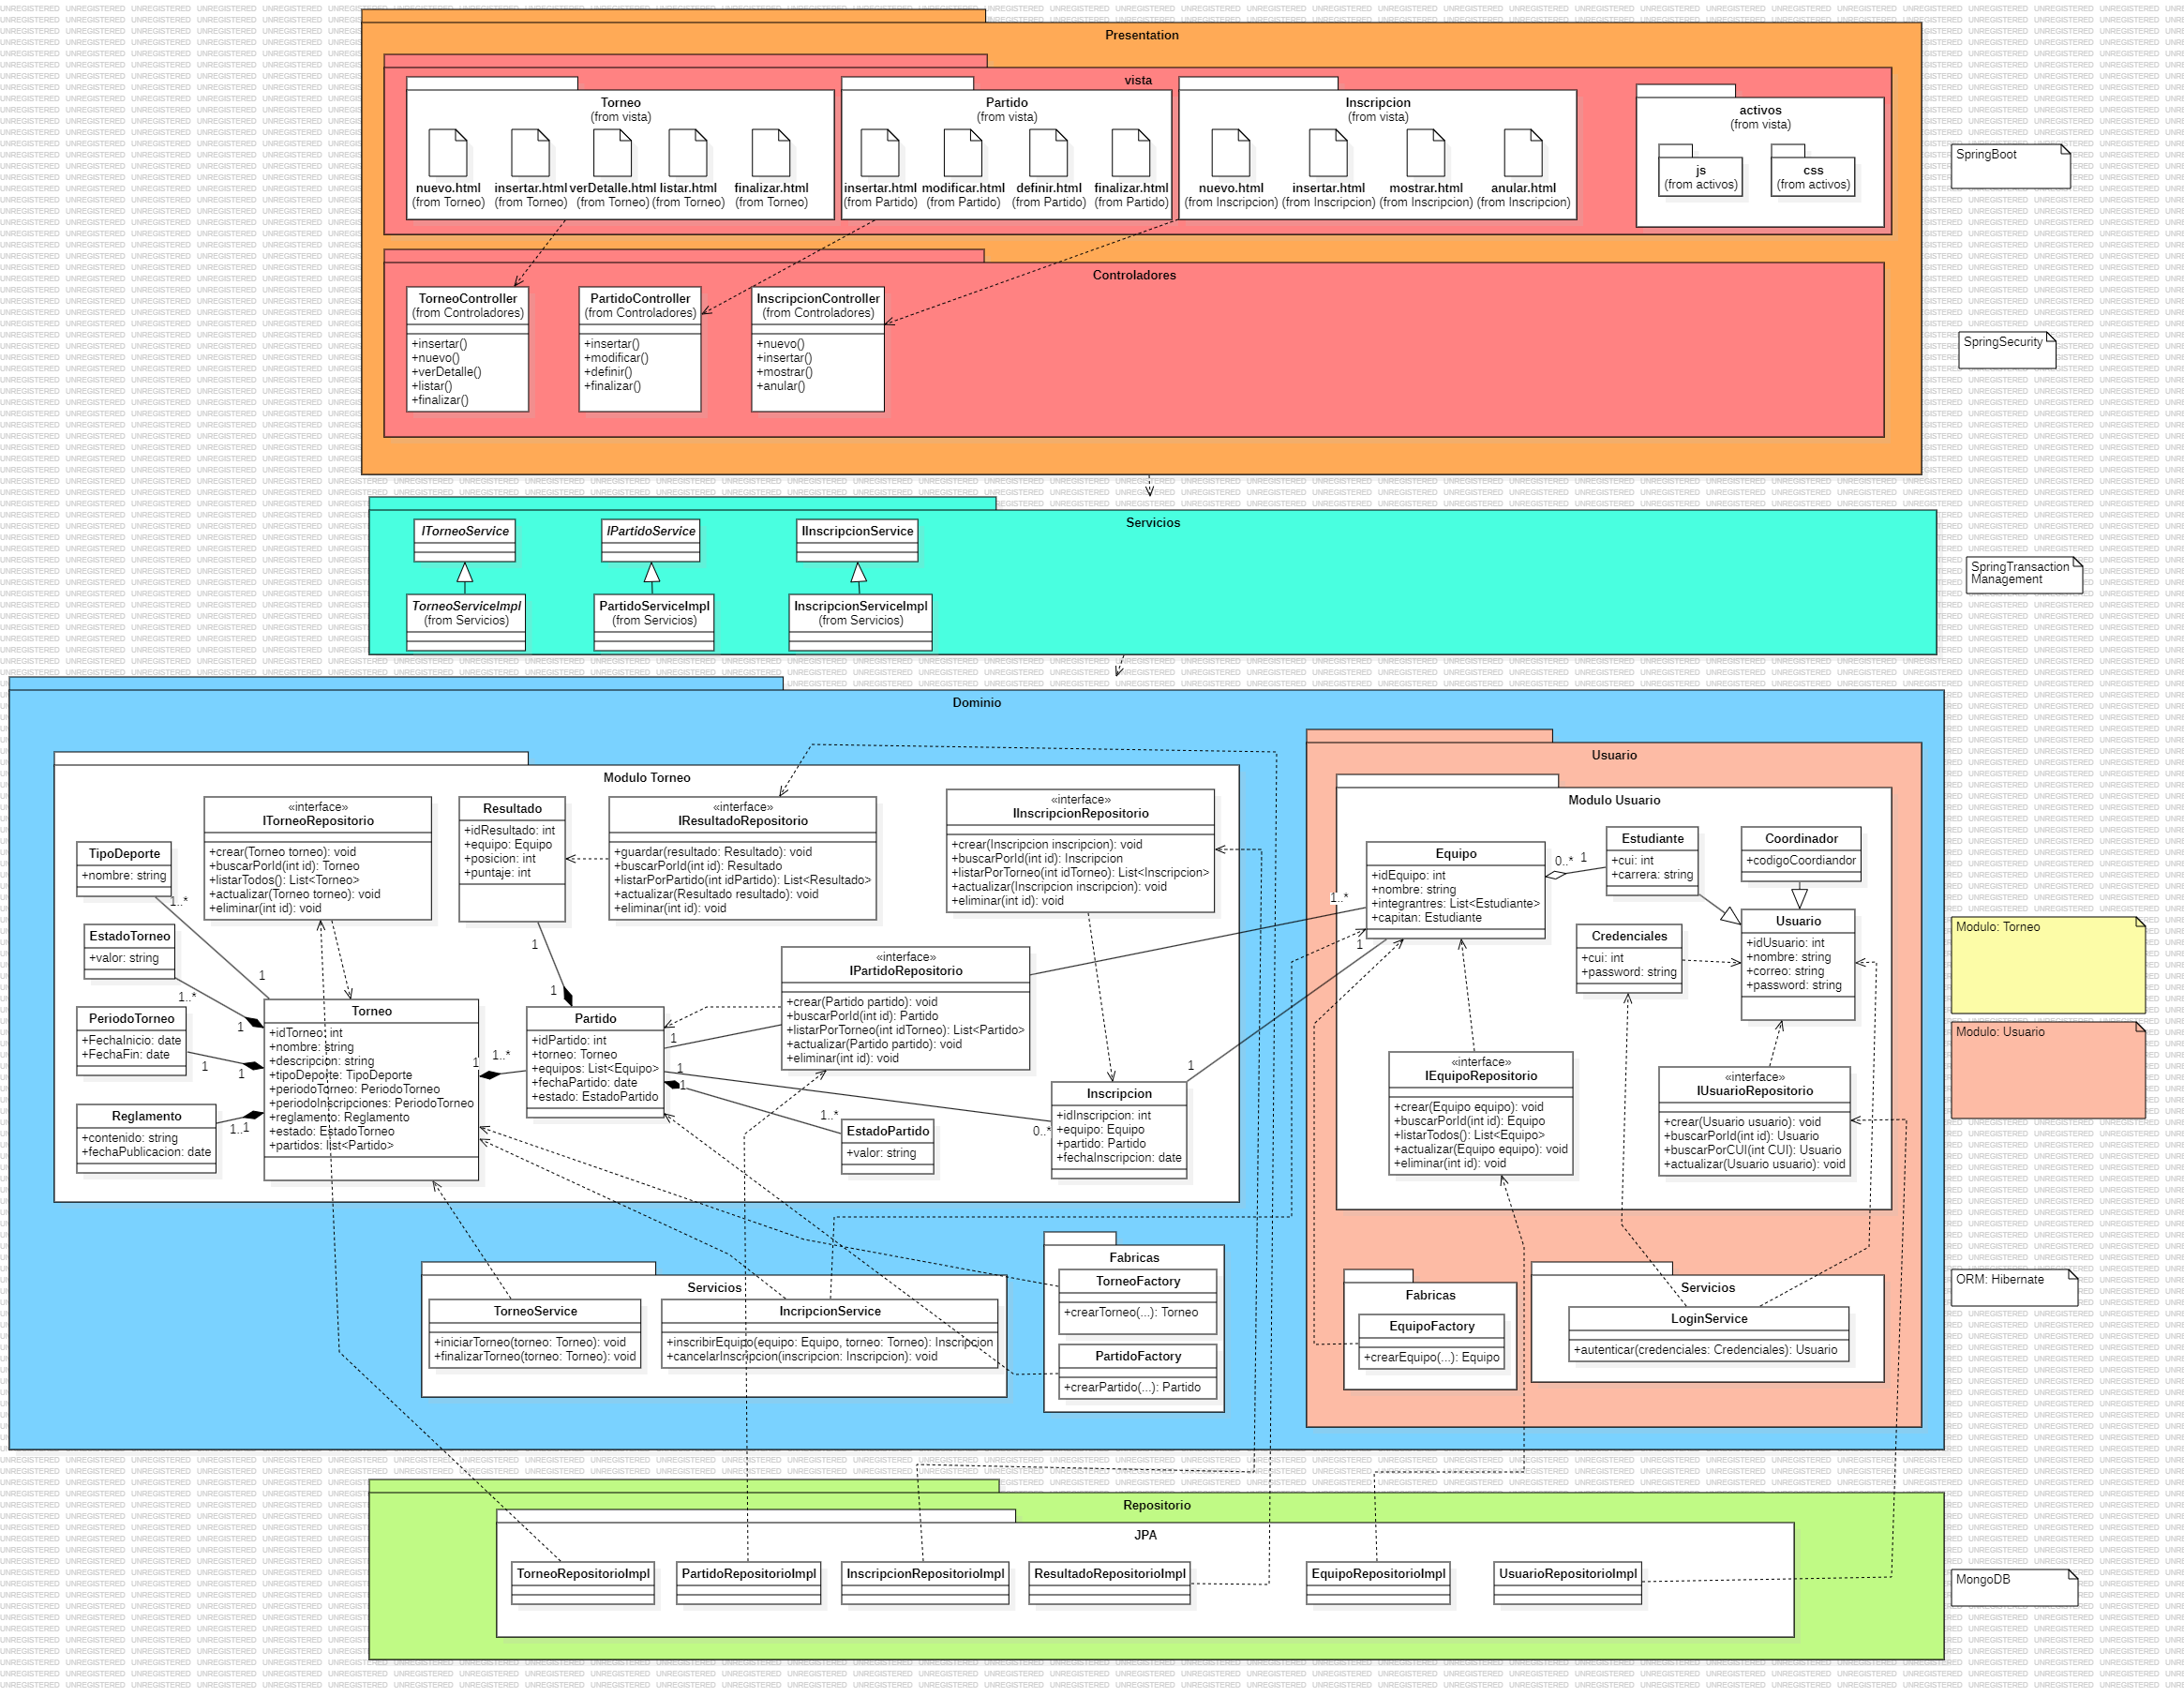 Presentation
vista
Torneo
(from vista)
nuevo.html
(from Torneo)
insertar.html
(from Torneo)
verDetalle.html
(from Torneo)
listar.html
(from Torneo)
finalizar.html
(from Torneo)
Partido
(from vista)
insertar.html
(from Partido)
modificar.html
(from Partido)
definir.html
(from Partido)
finalizar.html
(from Partido)
Inscripcion
(from vista)
nuevo.html
(from Inscripcion)
insertar.html
(from Inscripcion)
mostrar.html
(from Inscripcion)
anular.html
(from Inscripcion)
activos
(from vista)
js
(from activos)
css
(from activos)
SpringBoot
Controladores
TorneoController
(from Controladores)
+insertar()
+nuevo()
+verDetalle()
+listar()
+finalizar()
PartidoController
(from Controladores)
+insertar()
+modificar()
+definir()
+finalizar()
InscripcionController
(from Controladores)
+nuevo()
+insertar()
+mostrar()
+anular()
SpringSecurity
Servicios
ITorneoService
IPartidoService
IInscripcionService
TorneoServiceImpl
(from Servicios)
PartidoServiceImpl
(from Servicios)
InscripcionServiceImpl
(from Servicios)
SpringTransaction
Management
Dominio
Modulo Torneo
TipoDeporte
+nombre: string
1..*
1
EstadoTorneo
+valor: string
1..*
1
PeriodoTorneo
+FechaInicio: date
+FechaFin: date
1
1
Reglamento
+contenido: string
+fechaPublicacion: date
1..
1
«interface»
ITorneoRepositorio
+crear(Torneo torneo): void
+buscarPorId(int id): Torneo
+listarTodos(): List<Torneo>
+actualizar(Torneo torneo): void
+eliminar(int id): void
Resultado
+idResultado: int
+equipo: Equipo
+posicion: int
+puntaje: int
1
1
«interface»
IResultadoRepositorio
+guardar(resultado: Resultado): void
+buscarPorId(int id): Resultado
+listarPorPartido(int idPartido): List<Resultado>
+actualizar(Resultado resultado): void
+eliminar(int id): void
«interface»
IInscripcionRepositorio
+crear(Inscripcion inscripcion): void
+buscarPorId(int id): Inscripcion
+listarPorTorneo(int idTorneo): List<Inscripcion>
+actualizar(Inscripcion inscripcion): void
+eliminar(int id): void
Torneo
+idTorneo: int
+nombre: string
+descripcion: string
+tipoDeporte: TipoDeporte
+periodoTorneo: PeriodoTorneo
+periodoInscripciones: PeriodoTorneo
+reglamento: Reglamento
+estado: EstadoTorneo
+partidos: list<Partido>
1
1..*
Partido
+idPartido: int
+torneo: Torneo
+equipos: List<Equipo>
+fechaPartido: date
+estado: EstadoPartido
1
1
1
«interface»
IPartidoRepositorio
+crear(Partido partido): void
+buscarPorId(int id): Partido
+listarPorTorneo(int idTorneo): List<Partido>
+actualizar(Partido partido): void
+eliminar(int id): void
1..*
EstadoPartido
+valor: string
0..*
1
Inscripcion
+idInscripcion: int
+equipo: Equipo
+partido: Partido
+fechaInscripcion: date
Usuario
Modulo Usuario
1..*
1
Equipo
+idEquipo: int
+nombre: string
+integrantres: List<Estudiante>
+capitan: Estudiante
0..*
1
Estudiante
+cui: int
+carrera: string
Coordinador
+codigoCoordiandor
Credenciales
+cui: int
+password: string
Usuario
+idUsuario: int
+nombre: string
+correo: string
+password: string
«interface»
IEquipoRepositorio
+crear(Equipo equipo): void
+buscarPorId(int id): Equipo
+listarTodos(): List<Equipo>
+actualizar(Equipo equipo): void
+eliminar(int id): void
«interface»
IUsuarioRepositorio
+crear(Usuario usuario): void
+buscarPorId(int id): Usuario
+buscarPorCUI(int CUI): Usuario
+actualizar(Usuario usuario): void
Modulo: Torneo
Modulo: Usuario
Servicios
TorneoService
+iniciarTorneo(torneo: Torneo): void
+finalizarTorneo(torneo: Torneo): void
IncripcionService
+inscribirEquipo(equipo: Equipo, torneo: Torneo): Inscripcion
+cancelarInscripcion(inscripcion: Inscripcion): void
Fabricas
TorneoFactory
+crearTorneo(...): Torneo
PartidoFactory
+crearPartido(...): Partido
Fabricas
EquipoFactory
+crearEquipo(...): Equipo
Servicios
LoginService
+autenticar(credenciales: Credenciales): Usuario
ORM: Hibernate
Repositorio
JPA
TorneoRepositorioImpl
PartidoRepositorioImpl
InscripcionRepositorioImpl
ResultadoRepositorioImpl
EquipoRepositorioImpl
UsuarioRepositorioImpl
MongoDB
UNREGISTERED